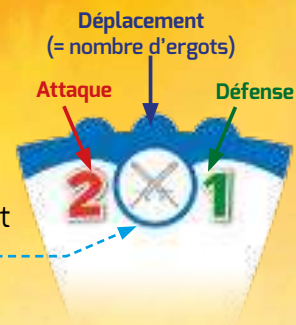 Déplacement
(= nombre d’ergots)
Attaque
Défense
2
1
t